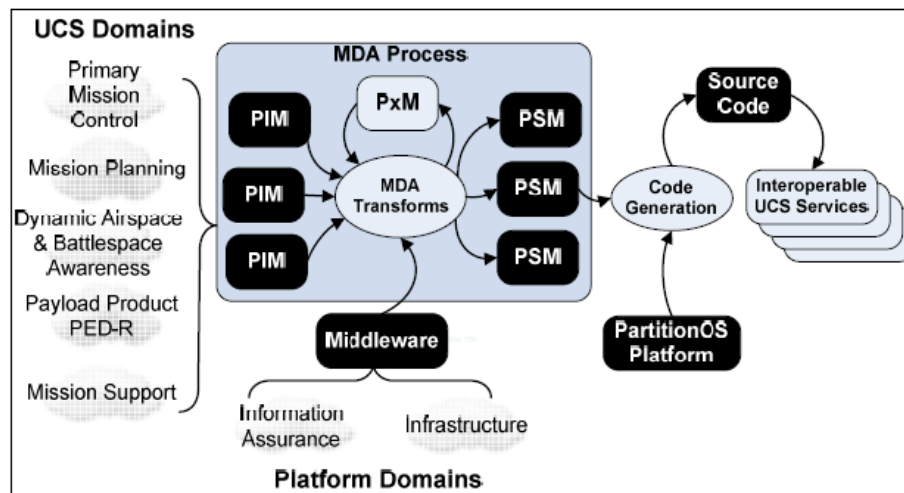 UCS Domains
Primary
Mission
Control
Mission Planning
Dynamic Airspace
& Battlespace
Awareness
Payload Product
PED-R
Mission Support
MDA Process
PIM
PIM
PIM
PxM
MDA
Transforms
PSM
PSM
PSM
Middleware
Information
Assurance
Infrastructure
Platform Domains
Code
Generation
Source
Code
Interoperable
UCS Services
PartitionOS
Platform